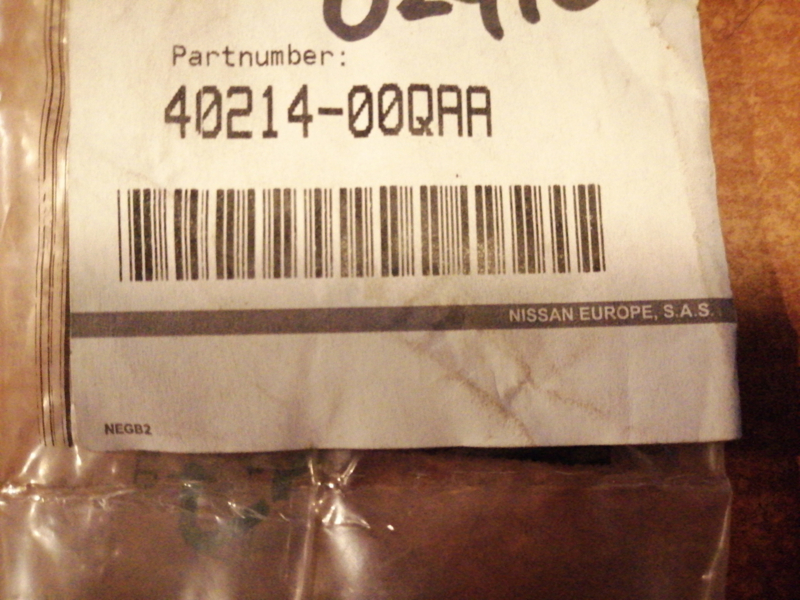 Partnumber:
40214-00QAA
NISSAN EUROPE, S.A.S.
NEGB2